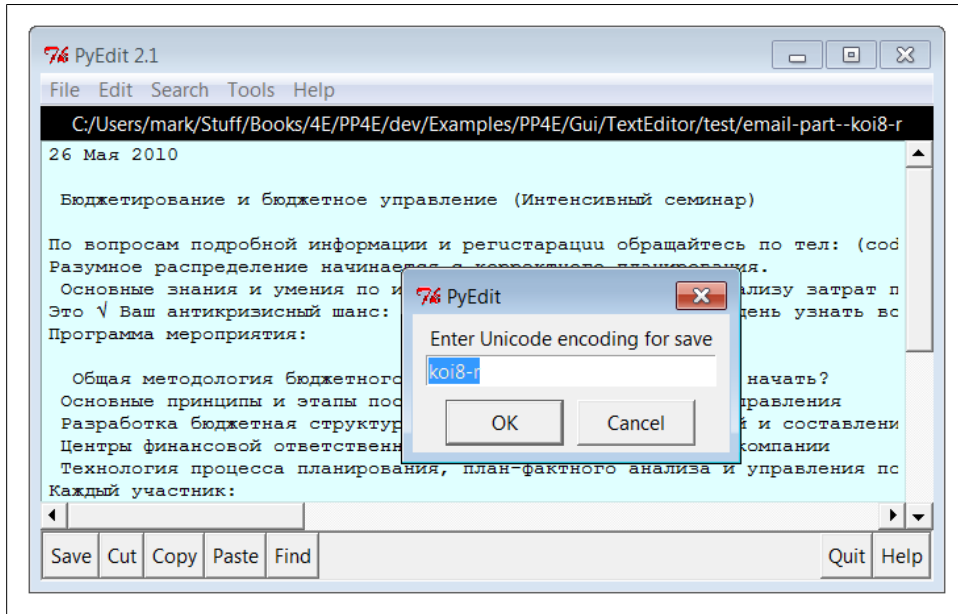 PyEdit 2.1
File Edit Search Tools Help
C:/Users/mark/Stuff/Books/4E/PP4E/dev/Examples/PP4E/Gui/TextEditor/test/email-part--koi8-r
26 Мая 2010
Бюджетирование и бюджетное управление (Интенсивный семинар)
По вопросам подробной информации и регuстарацuu обращайтесь по тел: (cod
Разумное распределение начинается с корректного планирования.
Основные знания и умения по и
ализу затрат п
Это √ Ваш антикризисный шанс:
день узнать вс
Программа мероприятия:
Общая методология бюджетного
начать?
Основные принципы и этапы пос
правления
Разработка бюджетная структур
й и составлени
Центры финансовой ответственн
компании
Технология процесса планирования, план-фактного анализа и управления пс
Каждый участник:
PyEdit
Enter Unicode encoding for save
koi8-r
OK Cancel
Save Cut Copy Paste Find Quit Help